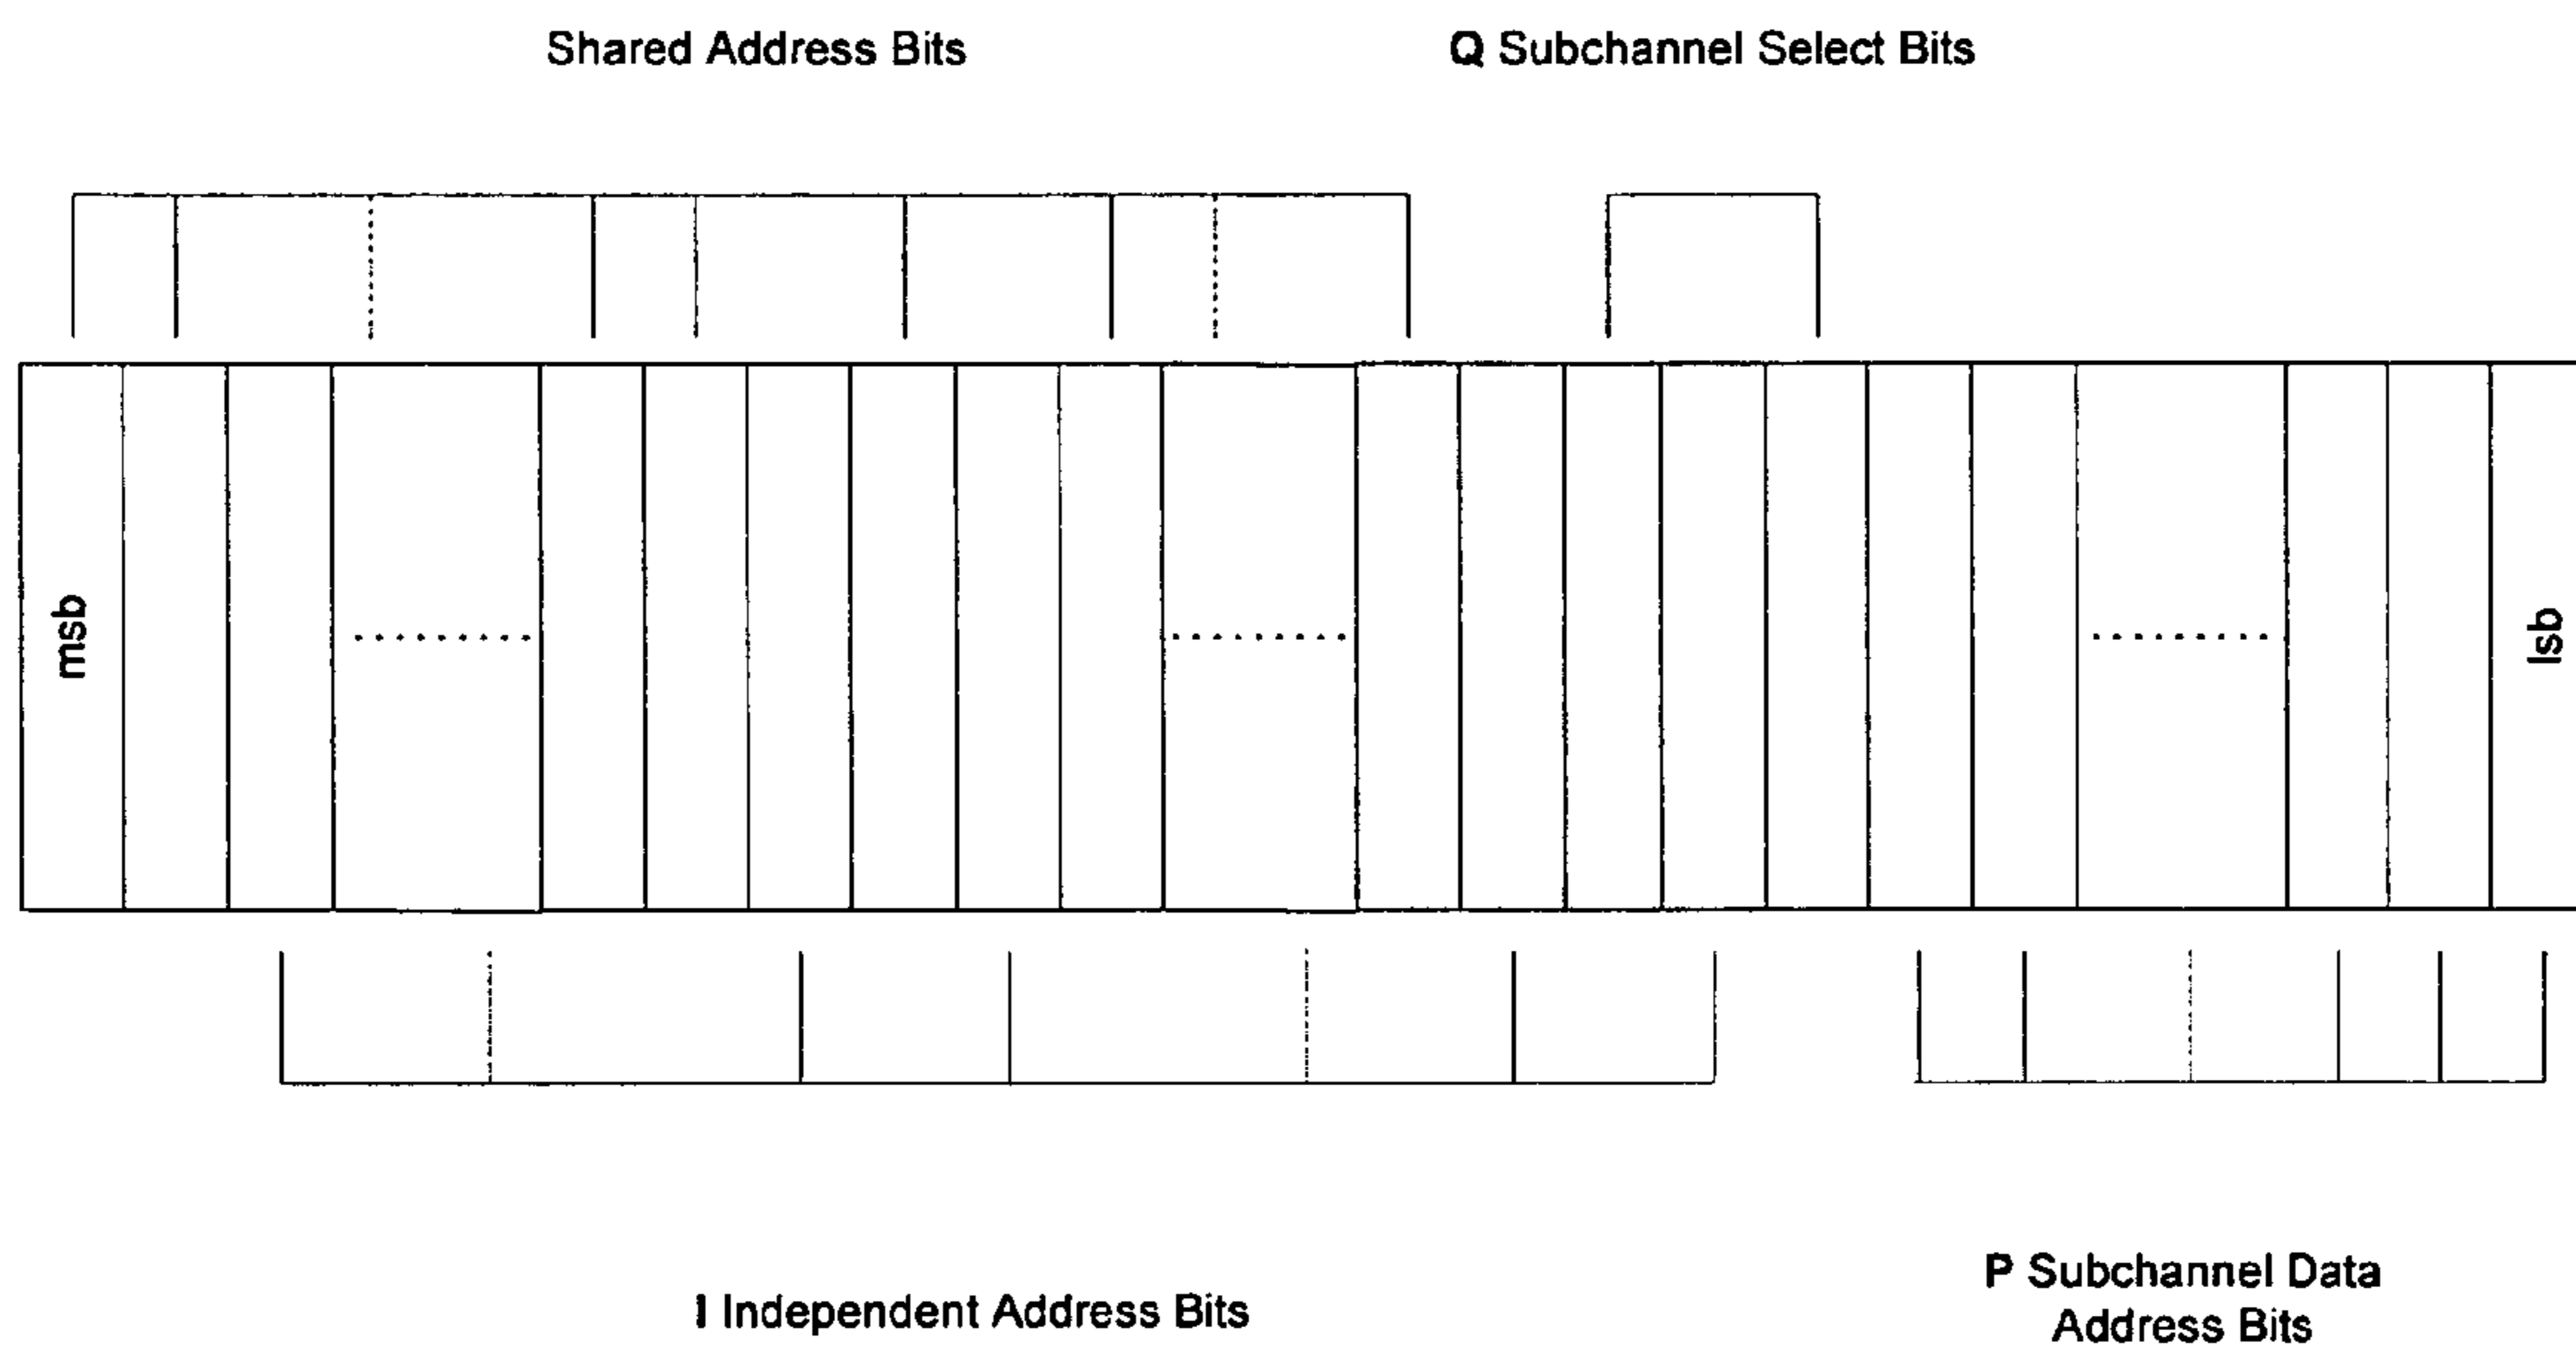 Shared Address Bits
Q Subchannel Select Bits
msb
lsb
I Independent Address Bits
P Subchannel Data
Address Bits